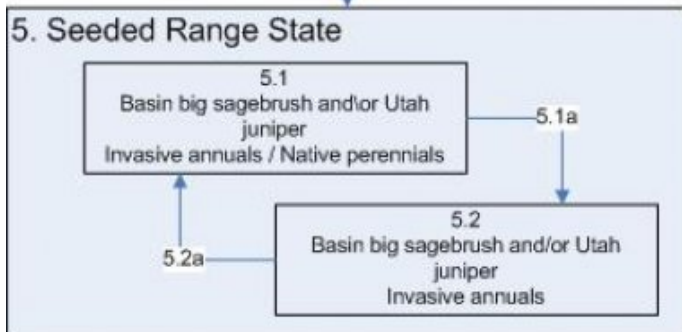 5. Seeded Range State
5.1
Basin big sagebrush and\or Utah
juniper
Invasive annuals / Native perennials
5.1a
5.2
Basin big sagebrush and/or Utah
juniper
Invasive annuals
5.2a